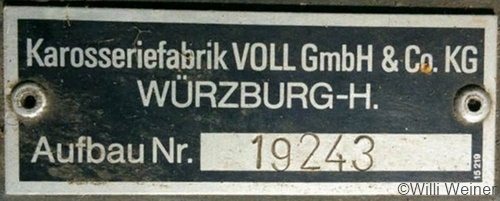 Karosseriefabrik VOLL GmbH & Co. KG
WÜRZBURG-H.
Aufbau Nr. 19243
15 219
©Willi Weiner